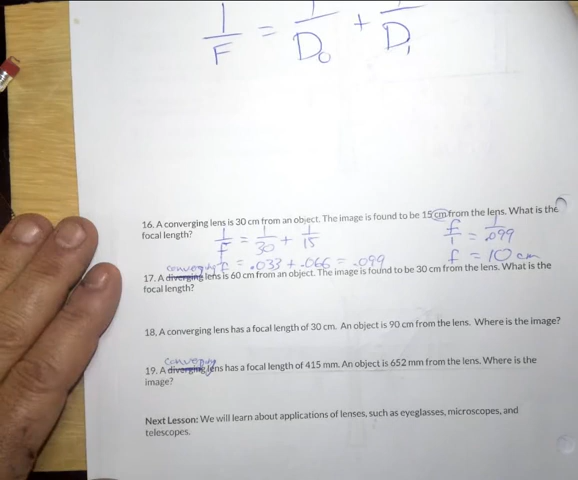 1/F = 1/D₀ + 1/Dᵢ
16. A converging lens is 30 cm from an object. The image is found to be 15 cm from the lens. What is the
focal length?
1/f = 1/30 + 1/15
f/1 = 1/.099
f = .033 + .066 = .099
f = 10 cm
converging
17. A diverging lens is 60 cm from an object. The image is found to be 30 cm from the lens. What is the
focal length?
18. A converging lens has a focal length of 30 cm. An object is 90 cm from the lens. Where is the image?
converging
19. A diverging lens has a focal length of 415 mm. An object is 652 mm from the lens. Where is the
image?
Next Lesson: We will learn about applications of lenses, such as eyeglasses, microscopes, and
telescopes.